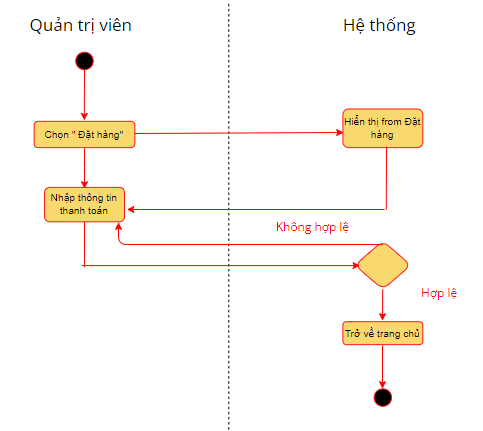 Quản trị viên
Hệ thống
Chọn " Đặt hàng"
Hiển thị from Đặt
hàng
Nhập thông tin
thanh toán
Không hợp lệ
Hợp lệ
Trở về trang chủ